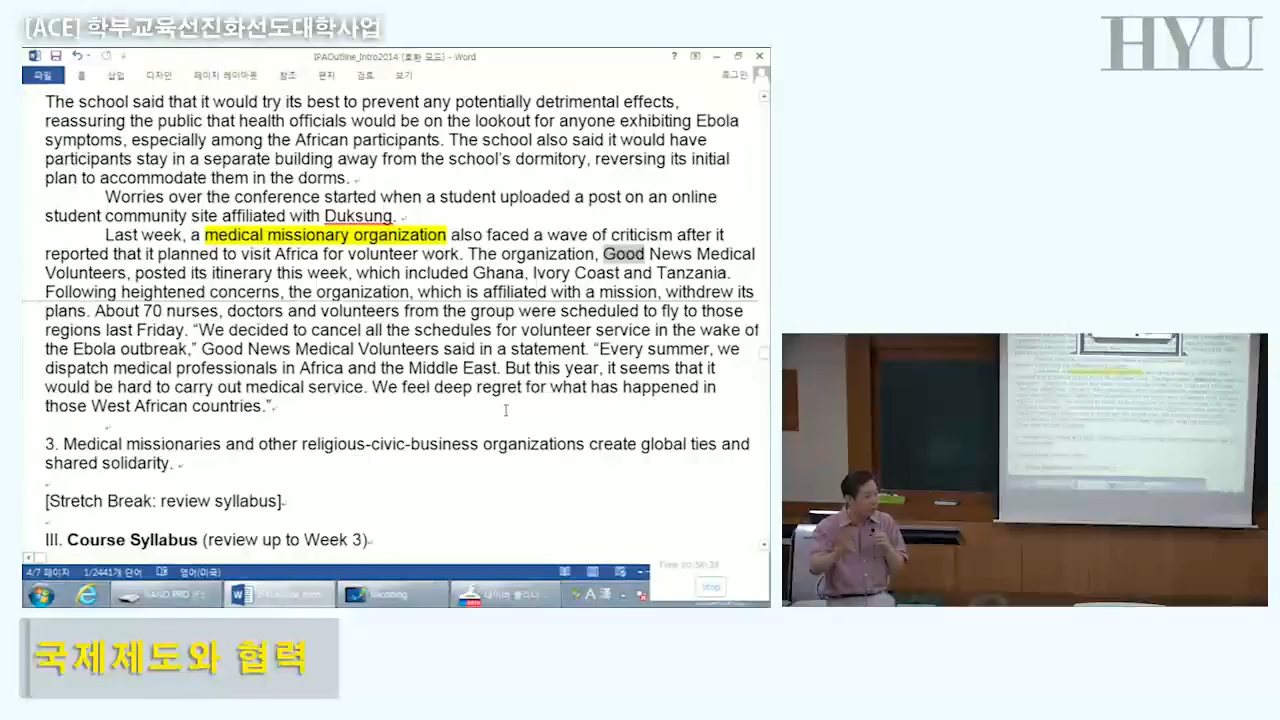 [ACE] 학부교육선진화선도대학사업
HYU
IPAOutline_Intro2014 [호환 모드] - Word
파일 홈 삽입 디자인 페이지 레이아웃 참조 편지 검토 보기 로그인
The school said that it would try its best to prevent any potentially detrimental effects,
reassuring the public that health officials would be on the lookout for anyone exhibiting Ebola
symptoms, especially among the African participants. The school also said it would have
participants stay in a separate building away from the school's dormitory, reversing its initial
plan to accommodate them in the dorms.
Worries over the conference started when a student uploaded a post on an online
student community site affiliated with Duksung.
Last week, a medical missionary organization also faced a wave of criticism after it
reported that it planned to visit Africa for volunteer work. The organization, Good News Medical
Volunteers, posted its itinerary this week, which included Ghana, Ivory Coast and Tanzania.
Following heightened concerns, the organization, which is affiliated with a mission, withdrew its
plans. About 70 nurses, doctors and volunteers from the group were scheduled to fly to those
regions last Friday. “We decided to cancel all the schedules for volunteer service in the wake of
the Ebola outbreak,” Good News Medical Volunteers said in a statement. “Every summer, we
dispatch medical professionals in Africa and the Middle East. But this year, it seems that it
would be hard to carry out medical service. We feel deep regret for what has happened in
those West African countries.”
3. Medical missionaries and other religious-civic-business organizations create global ties and
shared solidarity.
[Stretch Break: review syllabus]
III. Course Syllabus (review up to Week 3)
4/7 페이지 1/2441개 단어 영어(미국)
NANO PRO (F:) IPAOutline_Intro Recording
Stop
국제제도와 협력